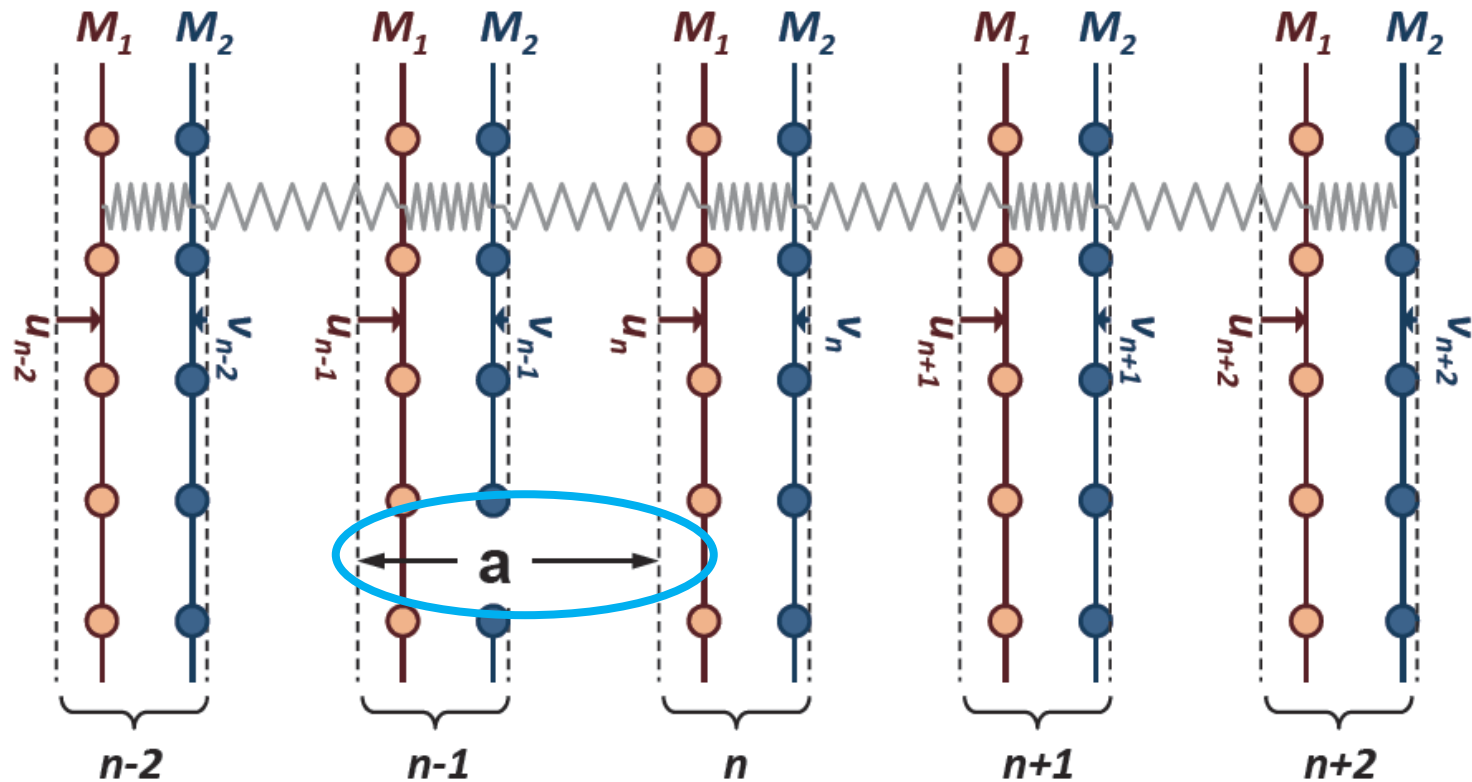 M1 M2 M1 M2 M1 M2 M1 M2 M1 M2
un-2 vn-2 un-1 vn-1 un vn un+1 vn+1 un+2 vn+2
a
n-2 n-1 n n+1 n+2